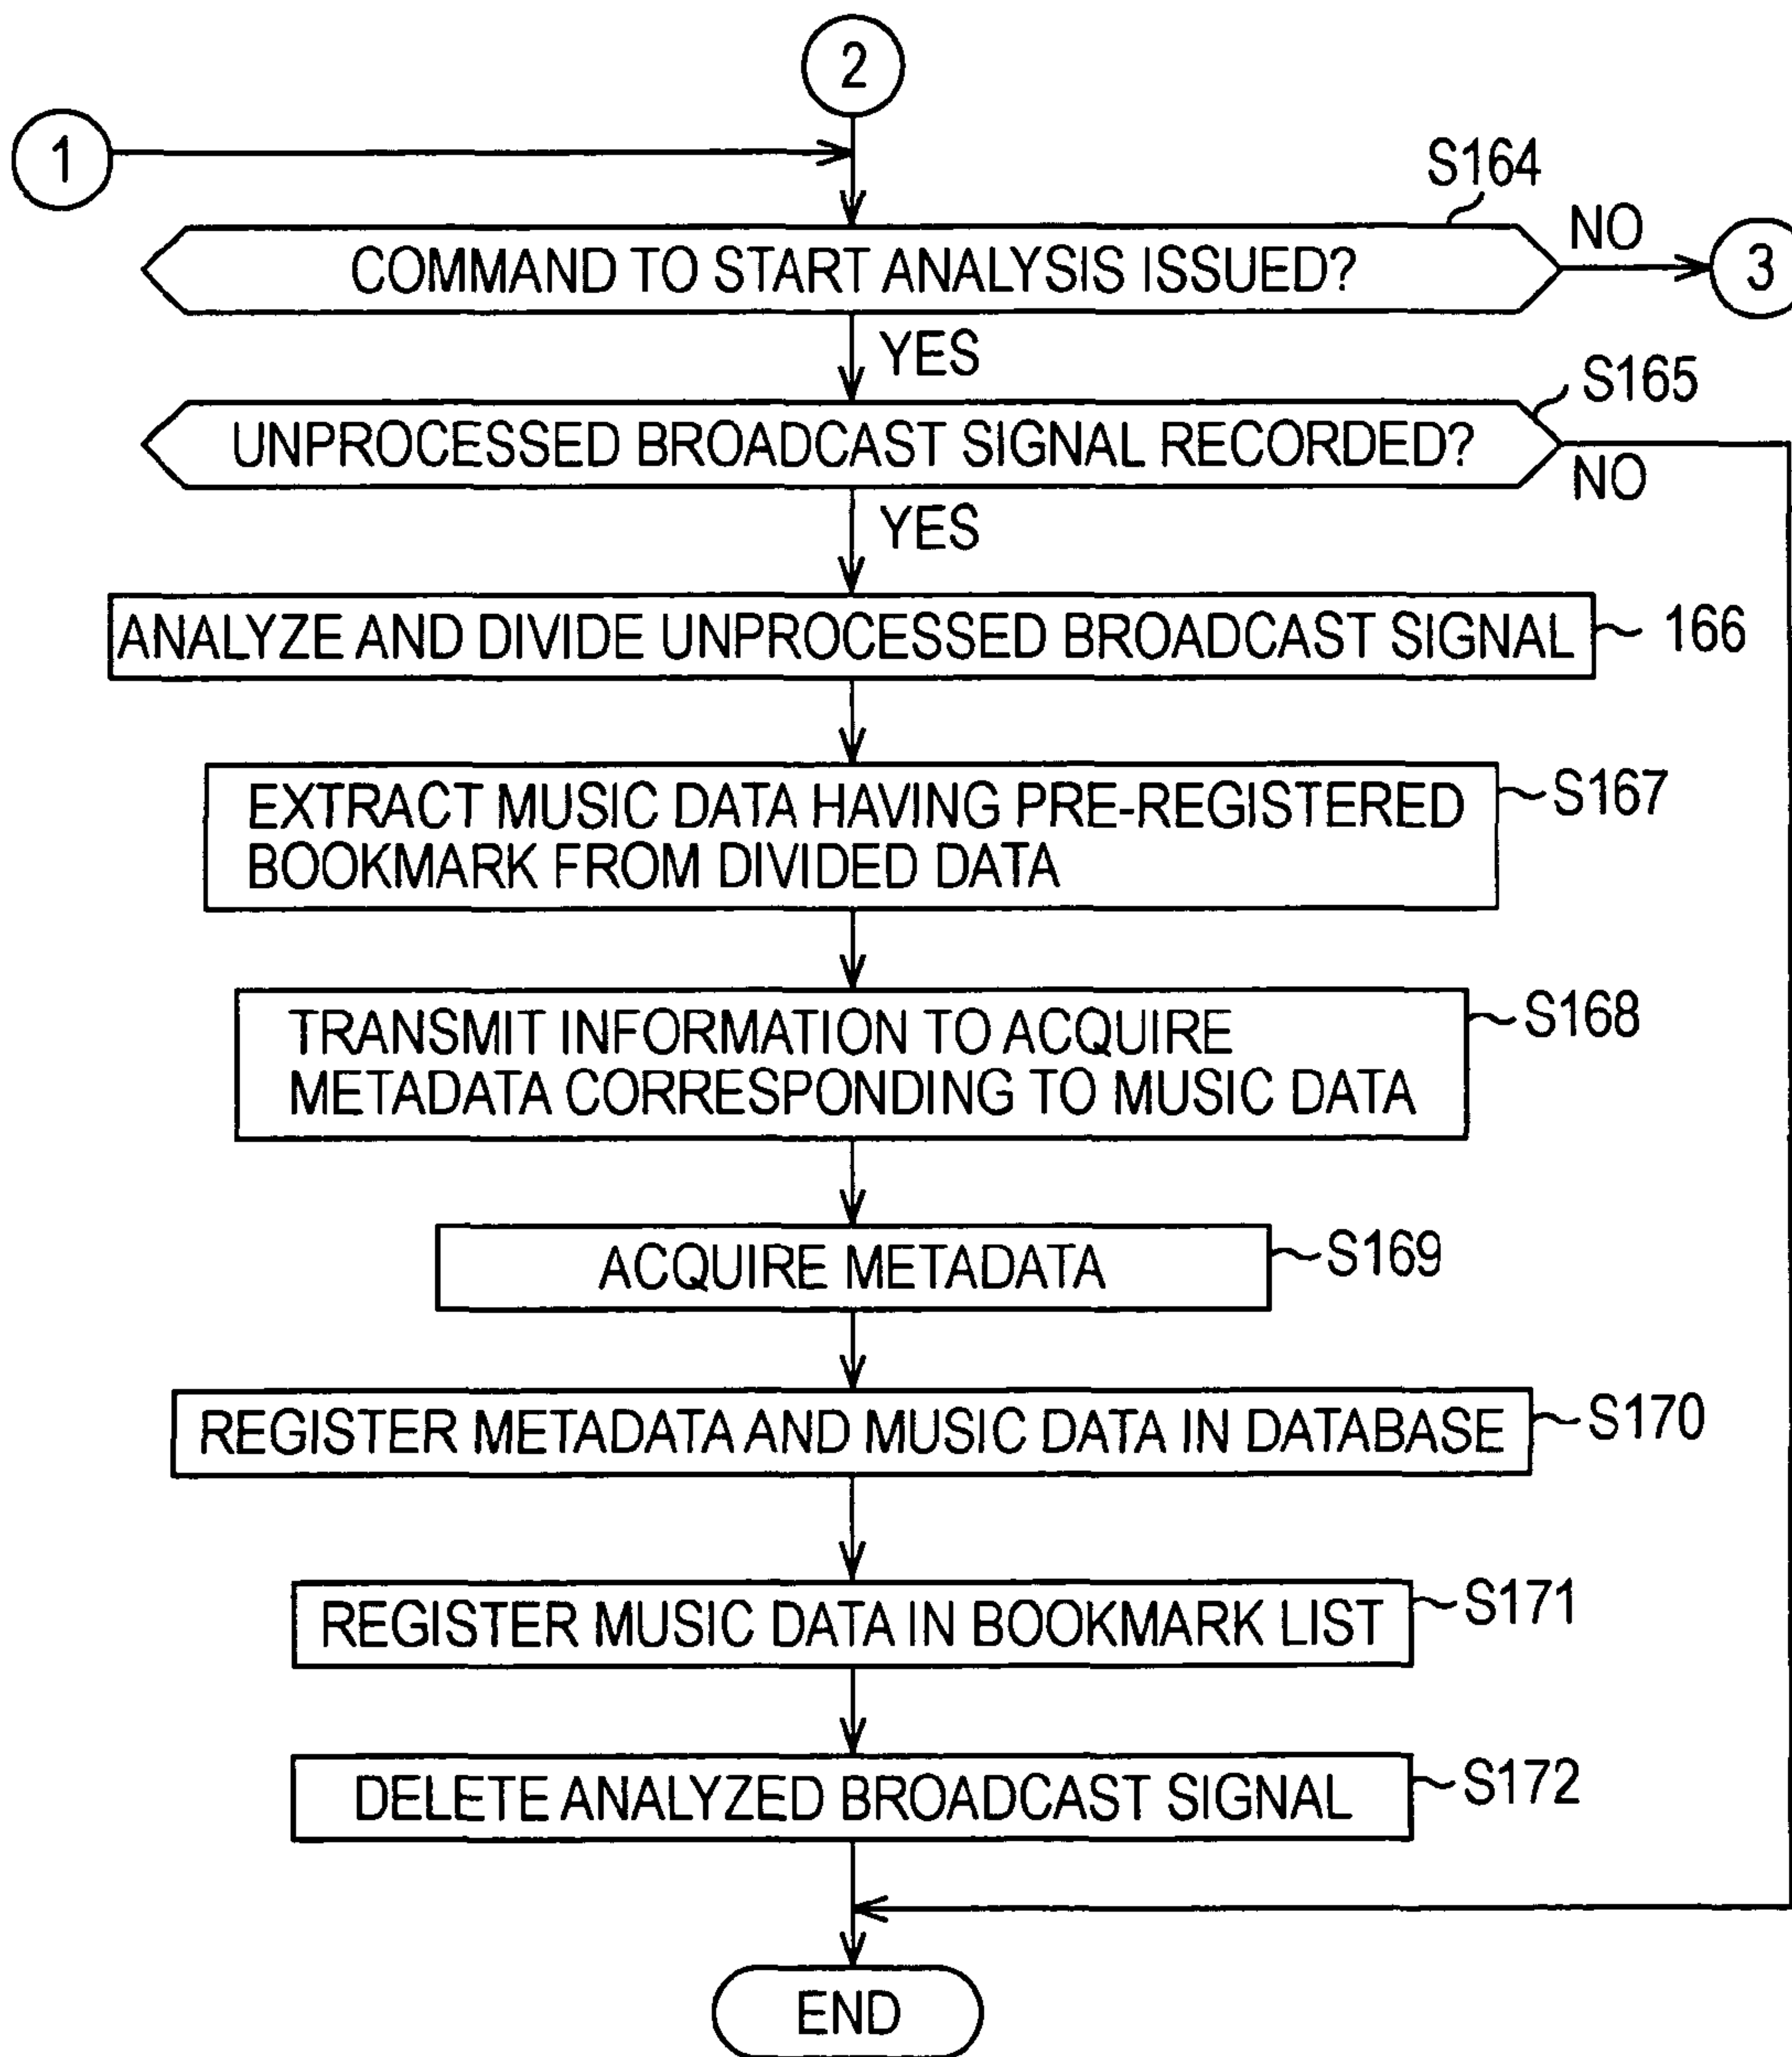 2
1
S164
COMMAND TO START ANALYSIS ISSUED?
NO
3
YES
S165
UNPROCESSED BROADCAST SIGNAL RECORDED?
NO
YES
ANALYZE AND DIVIDE UNPROCESSED BROADCAST SIGNAL
166
EXTRACT MUSIC DATA HAVING PRE-REGISTERED
BOOKMARK FROM DIVIDED DATA
S167
TRANSMIT INFORMATION TO ACQUIRE
METADATA CORRESPONDING TO MUSIC DATA
S168
ACQUIRE METADATA
S169
REGISTER METADATA AND MUSIC DATA IN DATABASE
S170
REGISTER MUSIC DATA IN BOOKMARK LIST
S171
DELETE ANALYZED BROADCAST SIGNAL
S172
END